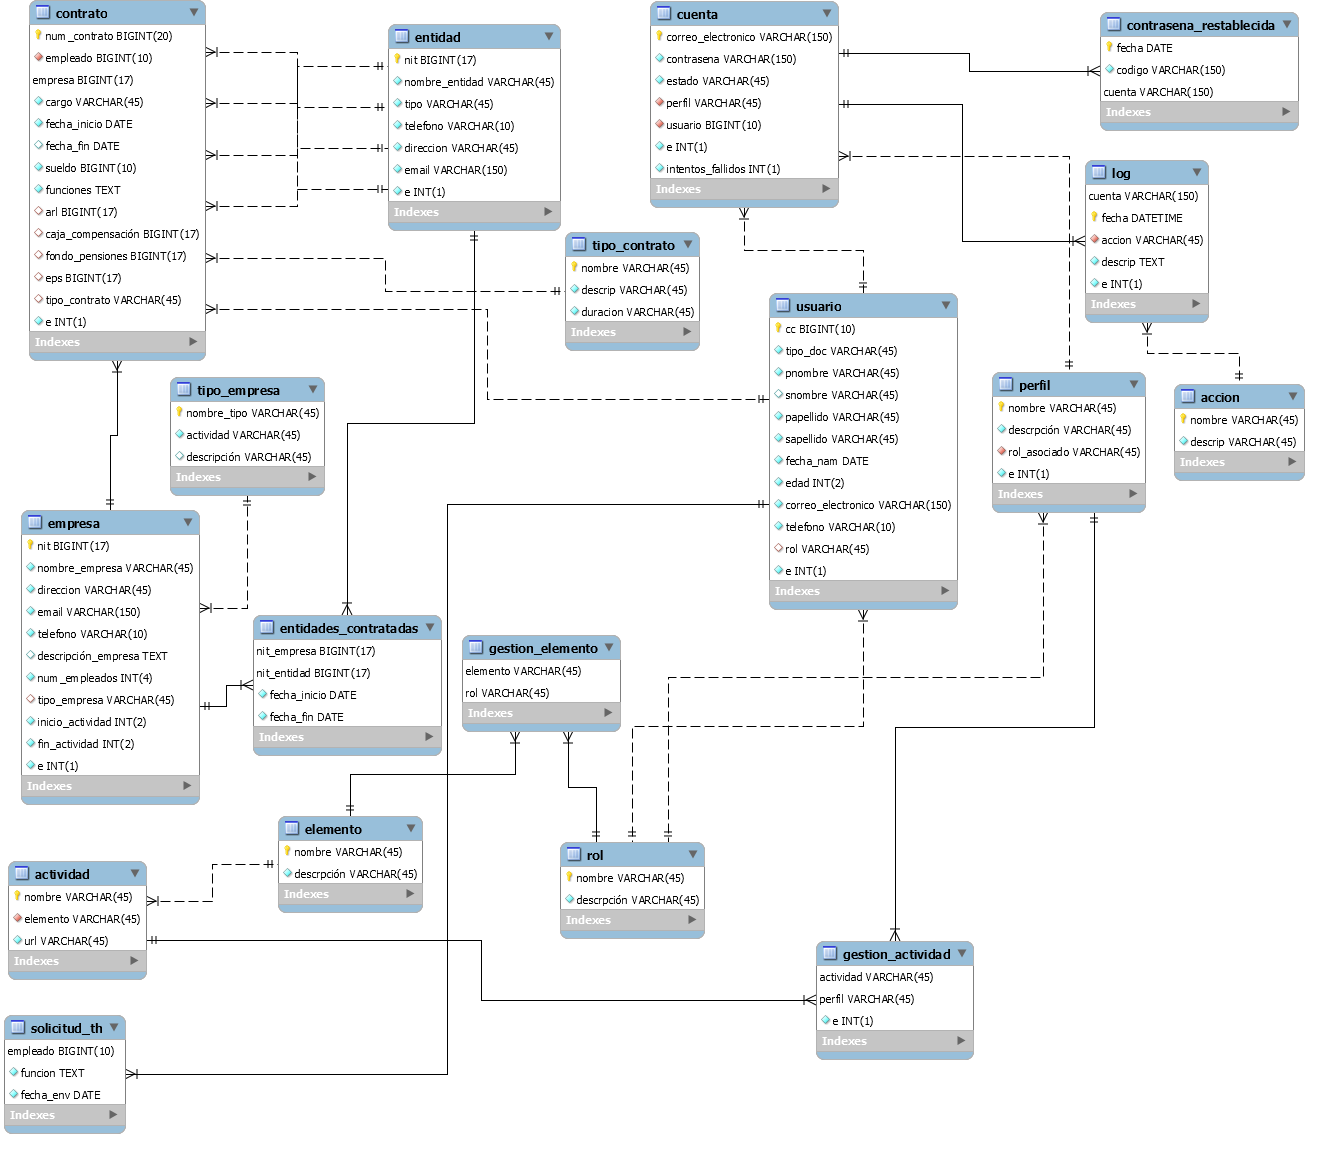 contrato
num_contrato BIGINT(20)
empleado BIGINT(10)
empresa BIGINT(17)
cargo VARCHAR(45)
fecha_inicio DATE
fecha_fin DATE
sueldo BIGINT(10)
funciones TEXT
arl BIGINT(17)
caja_compensación BIGINT(17)
fondo_pensiones BIGINT(17)
eps BIGINT(17)
tipo_contrato VARCHAR(45)
e INT(1)
Indexes
entidad
nit BIGINT(17)
nombre_entidad VARCHAR(45)
tipo VARCHAR(45)
telefono VARCHAR(10)
direccion VARCHAR(45)
email VARCHAR(150)
e INT(1)
Indexes
cuenta
correo_electronico VARCHAR(150)
contrasena VARCHAR(150)
estado VARCHAR(45)
perfil VARCHAR(45)
usuario BIGINT(10)
e INT(1)
intentos_fallidos INT(1)
Indexes
contrasena_restablecida
fecha DATE
codigo VARCHAR(150)
cuenta VARCHAR(150)
Indexes
log
cuenta VARCHAR(150)
fecha DATETIME
accion VARCHAR(45)
descrip TEXT
e INT(1)
Indexes
tipo_contrato
nombre VARCHAR(45)
descrip VARCHAR(45)
duracion VARCHAR(45)
Indexes
usuario
cc BIGINT(10)
tipo_doc VARCHAR(45)
pnombre VARCHAR(45)
snombre VARCHAR(45)
papellido VARCHAR(45)
sapellido VARCHAR(45)
fecha_nam DATE
edad INT(2)
correo_electronico VARCHAR(150)
telefono VARCHAR(10)
rol VARCHAR(45)
e INT(1)
Indexes
perfil
nombre VARCHAR(45)
descrpción VARCHAR(45)
rol_asociado VARCHAR(45)
e INT(1)
Indexes
accion
nombre VARCHAR(45)
descrip VARCHAR(45)
Indexes
tipo_empresa
nombre_tipo VARCHAR(45)
actividad VARCHAR(45)
descripción VARCHAR(45)
Indexes
empresa
nit BIGINT(17)
nombre_empresa VARCHAR(45)
direccion VARCHAR(45)
email VARCHAR(150)
telefono VARCHAR(10)
descripción_empresa TEXT
num_empleados INT(4)
tipo_empresa VARCHAR(45)
inicio_actividad INT(2)
fin_actividad INT(2)
e INT(1)
Indexes
entidades_contratadas
nit_empresa BIGINT(17)
nit_entidad BIGINT(17)
fecha_inicio DATE
fecha_fin DATE
Indexes
gestion_elemento
elemento VARCHAR(45)
rol VARCHAR(45)
Indexes
elemento
nombre VARCHAR(45)
descrpción VARCHAR(45)
Indexes
rol
nombre VARCHAR(45)
descrpción VARCHAR(45)
Indexes
actividad
nombre VARCHAR(45)
elemento VARCHAR(45)
url VARCHAR(45)
Indexes
gestion_actividad
actividad VARCHAR(45)
perfil VARCHAR(45)
e INT(1)
Indexes
solicitud_th
empleado BIGINT(10)
funcion TEXT
fecha_env DATE
Indexes